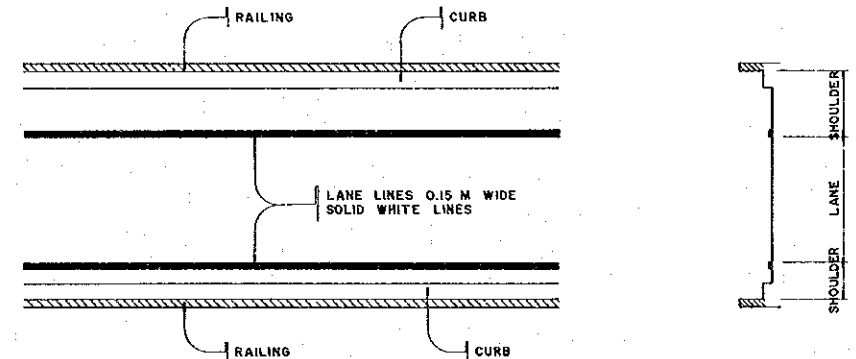 RAILING
CURB
LANE LINES 0.15 M WIDE
SOLID WHITE LINES
RAILING
CURB
SHOULDER
LANE
SHOULDER